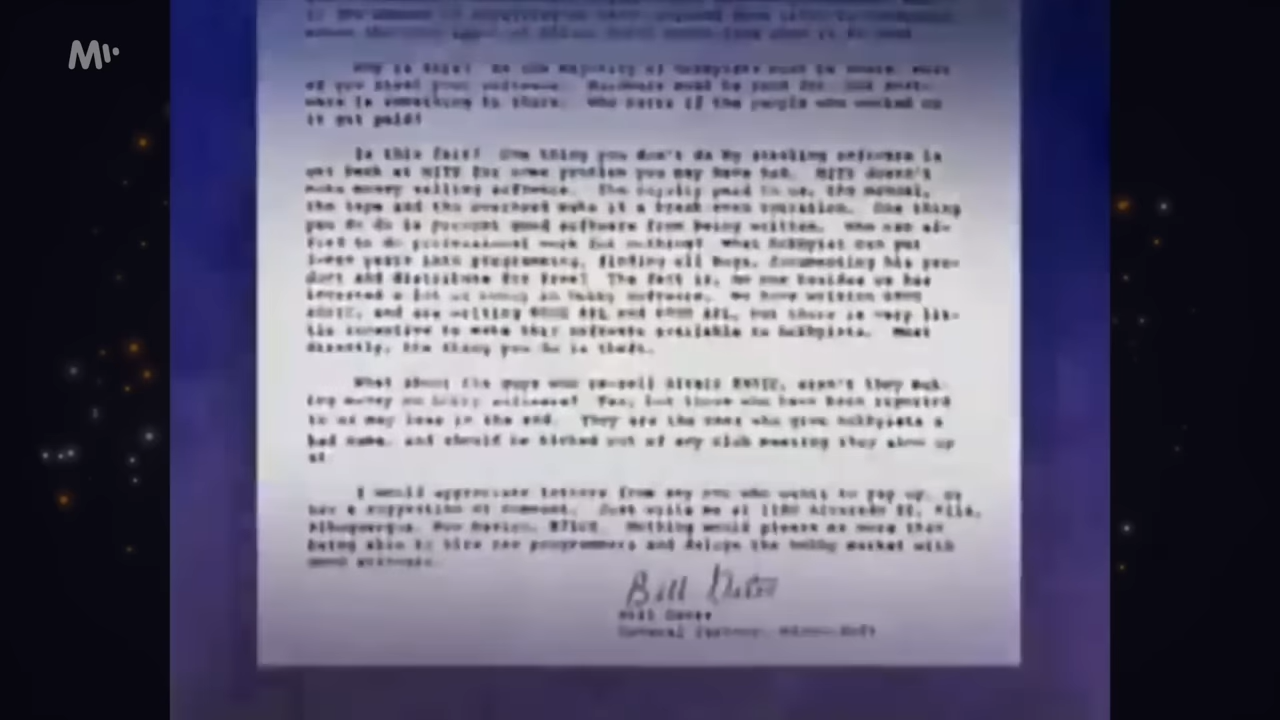 M
Why is this? As the majority of hobbyists must be aware, most
of you steal your software. Hardware must be paid for, but soft-
ware is something to share. Who cares if the people who worked on
it get paid?
Is this fair? One thing you don't do by stealing software is
get back at MITS for some problem you may have had. MITS doesn't
make money selling software. The royalty paid to us, the manual,
the tape and the overhead make it a break-even operation. One thing
you do do is prevent good software from being written. Who can af-
ford to do professional work for nothing? What hobbyist can put
3-man years into programming, finding all bugs, documenting his pro-
duct and distribute for free? The fact is, no one besides us has
invested a lot of money in hobby software. We have written 6800
BASIC, and are writing 8080 APL and 6800 APL, but there is very lit-
tle incentive to make this software available to hobbyists. Most
directly, the thing you do is theft.
What about the guys who re-sell Altair BASIC, aren't they mak-
ing money on hobby software? Yes, but those who have been reported
to us may lose in the end. They are the ones who give hobbyists a
bad name, and should be kicked out of any club meeting they show up
at.
I would appreciate letters from any one who wants to pay up, or
has a suggestion or comment. Just write me at 1180 Alvarado SE, #114,
Albuquerque, New Mexico, 87108. Nothing would please me more than
being able to hire ten programmers and deluge the hobby market with
good software.
Bill Gates
Bill Gates
General Partner, Micro-Soft